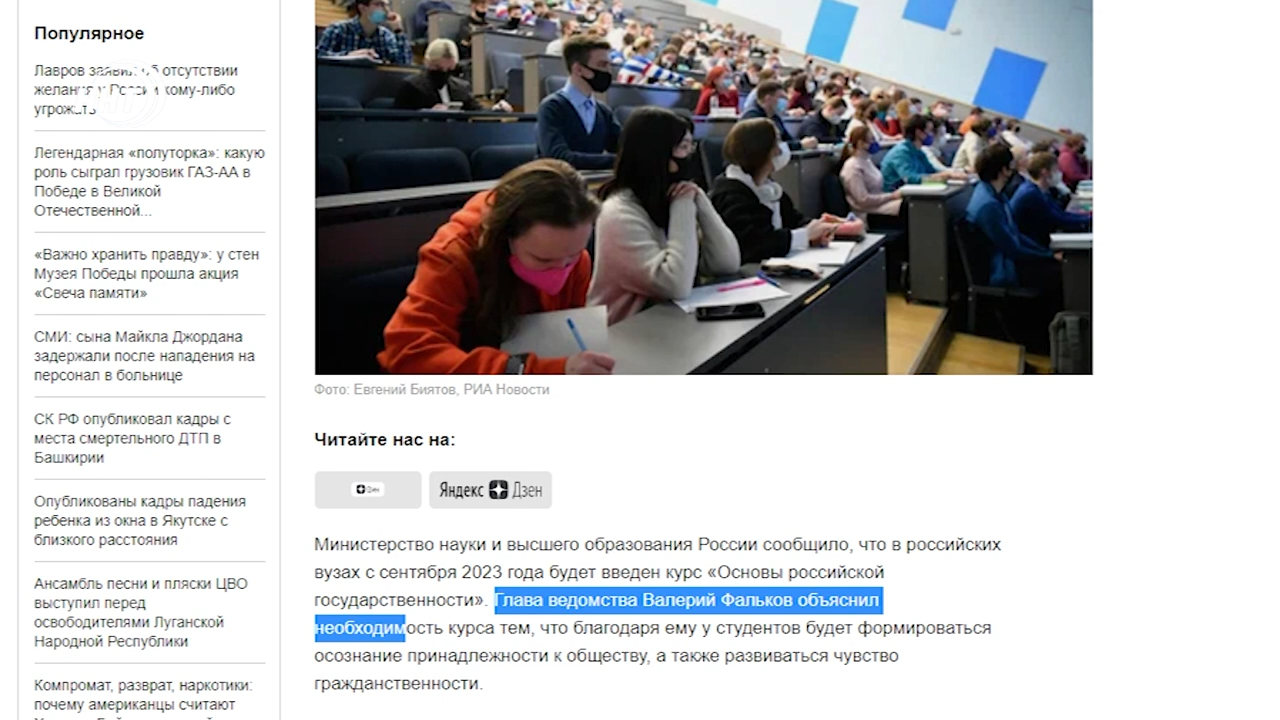 Популярное
Лавров заявил об отсутствии
желания у России кому-либо
угрожать
Легендарная «полуторка»: какую
роль сыграл грузовик ГАЗ-АА в
Победе в Великой
Отечественной...
«Важно хранить правду»: у стен
Музея Победы прошла акция
«Свеча памяти»
СМИ: сына Майкла Джордана
задержали после нападения на
персонал в больнице
СК РФ опубликовал кадры с
места смертельного ДТП в
Башкирии
Опубликованы кадры падения
ребенка из окна в Якутске с
близкого расстояния
Ансамбль песни и пляски ЦВО
выступил перед
освободителями Луганской
Народной Республики
Компромат, разврат, наркотики:
почему американцы считают
Фото: Евгений Биятов, РИА Новости
Читайте нас на:
Дзен
Яндекс Дзен
Министерство науки и высшего образования России сообщило, что в российских
вузах с сентября 2023 года будет введен курс «Основы российской
государственности». Глава ведомства Валерий Фальков объяснил
необходимость курса тем, что благодаря ему у студентов будет формироваться
осознание принадлежности к обществу, а также развиваться чувство
гражданственности.